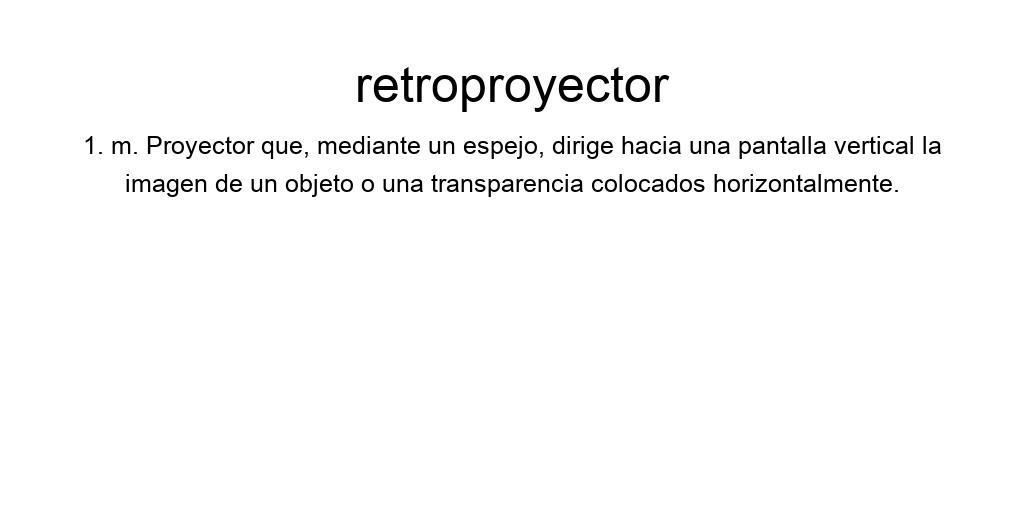 retroproyector
1. m. Proyector que, mediante un espejo, dirige hacia una pantalla vertical la
imagen de un objeto o una transparencia colocados horizontalmente.